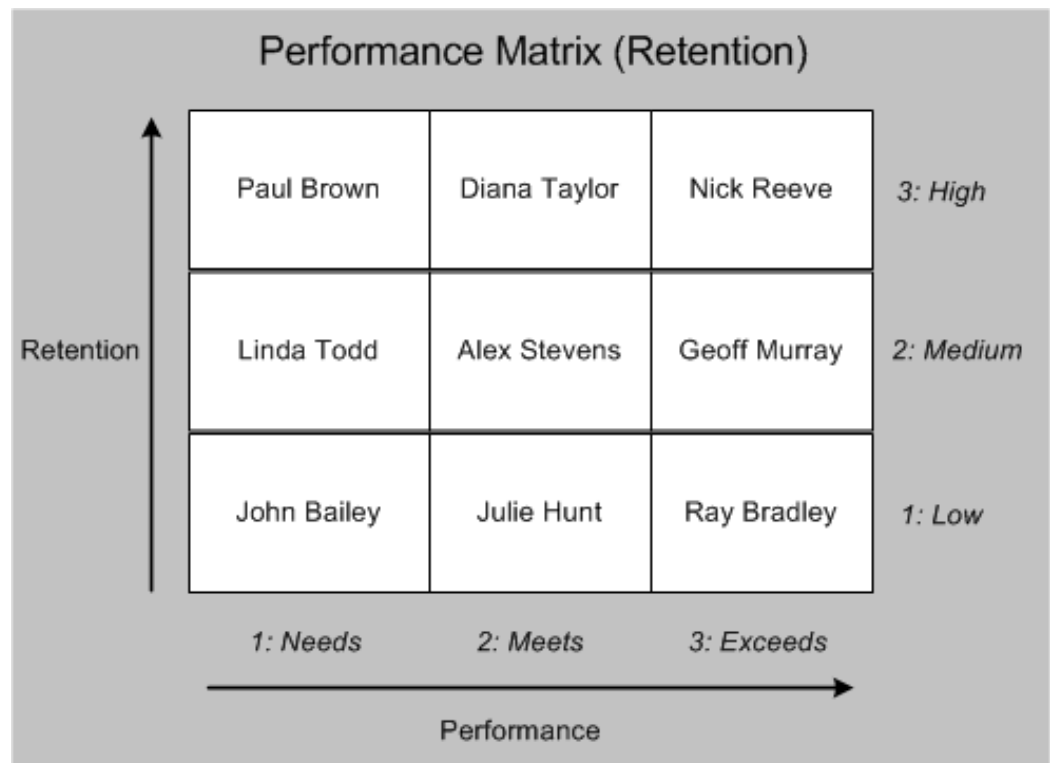 Performance Matrix (Retention)
Paul Brown Diana Taylor Nick Reeve 3: High
Retention Linda Todd Alex Stevens Geoff Murray 2: Medium
John Bailey Julie Hunt Ray Bradley 1: Low
1: Needs 2: Meets 3: Exceeds
Performance